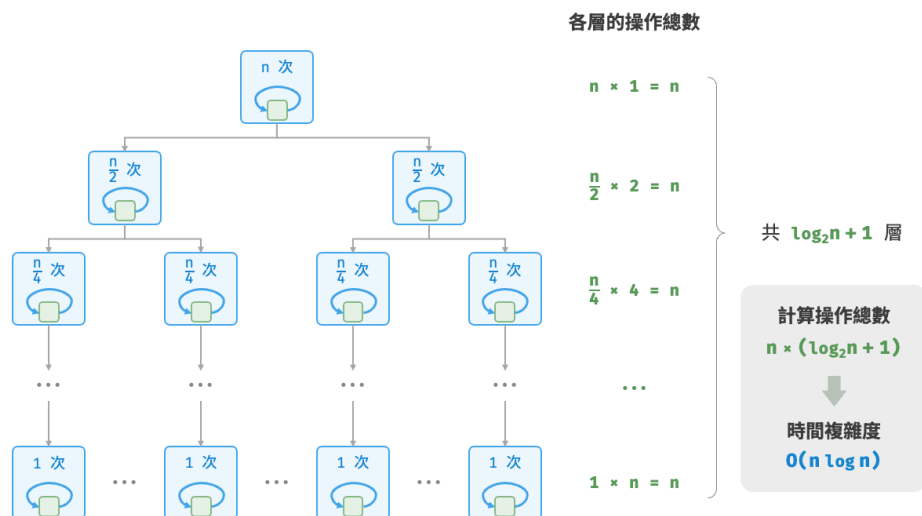 各層的操作總數
n 次
n × 1 = n
n/2 次
n/2 次
n/2 × 2 = n
共 log₂n + 1 層
n/4 次
n/4 次
n/4 次
n/4 次
n/4 × 4 = n
計算操作總數
n × (log₂n + 1)
...
...
...
...
...
時間複雜度
O(n log n)
1 次
...
1 次
...
1 次
...
1 次
1 × n = n